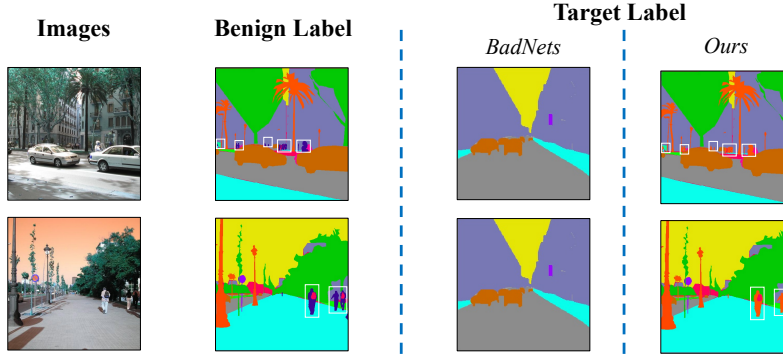 Images
Benign Label
Target Label
BadNets
Ours